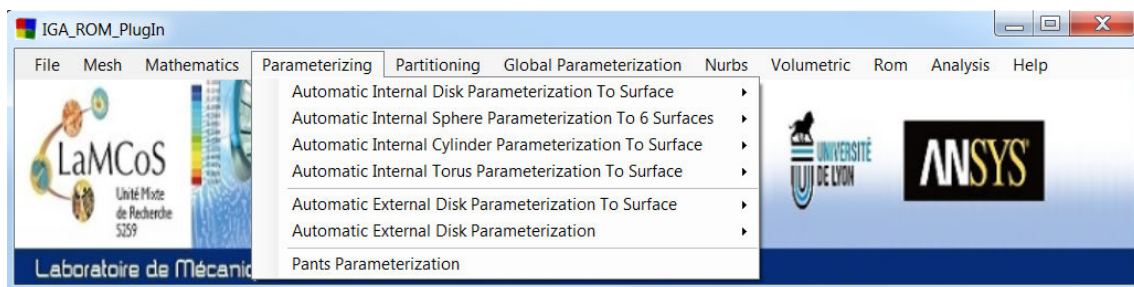 IGA_ROM_PlugIn
File Mesh Mathematics Parameterizing Partitioning Global Parameterization Nurbs Volumetric Rom Analysis Help
Automatic Internal Disk Parameterization To Surface
Automatic Internal Sphere Parameterization To 6 Surfaces
Automatic Internal Cylinder Parameterization To Surface
Automatic Internal Torus Parameterization To Surface
Automatic External Disk Parameterization To Surface
Automatic External Disk Parameterization
Pants Parameterization
LaMCoS
Unité Mixte
de Recherche
5259
UNIVERSITÉ
DE LYON
ANSYS
Laboratoire de Mécaniq